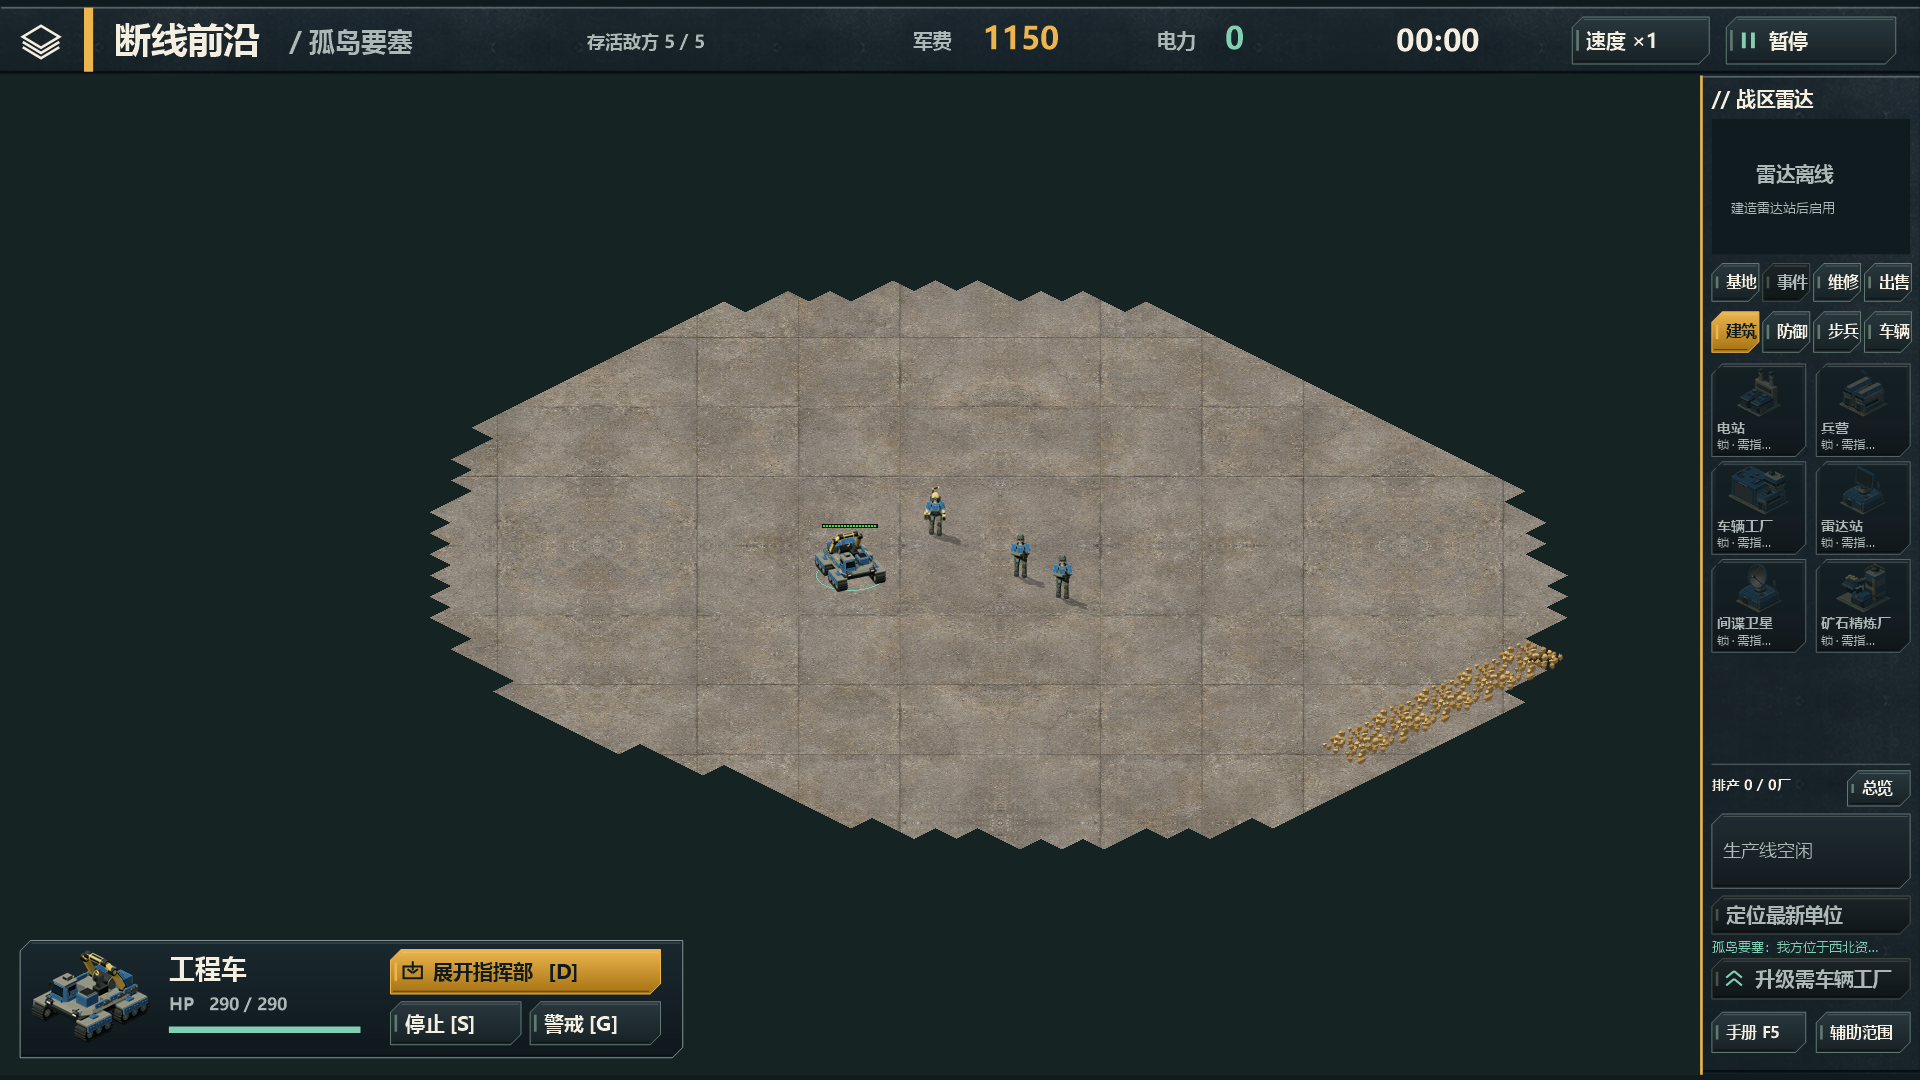 断线前沿 / 孤岛要塞 存活敌方 5 / 5 军费 1150 电力 0 00:00 速度 ×1 暂停
// 战区雷达
雷达离线
建造雷达站后启用
基地 事件 维修 出售
建筑 防御 步兵 车辆
电站 兵营
锁 · 需指... 锁 · 需指...
车辆工厂 雷达站
锁 · 需指... 锁 · 需指...
间谍卫星 矿石精炼厂
锁 · 需指... 锁 · 需指...
排产 0 / 0厂 总览
生产线空闲
定位最新单位
孤岛要塞：我方位于西北资...
升级需车辆工厂
手册 F5 辅助范围
工程车
HP 290 / 290
展开指挥部 [D]
停止 [S] 警戒 [G]